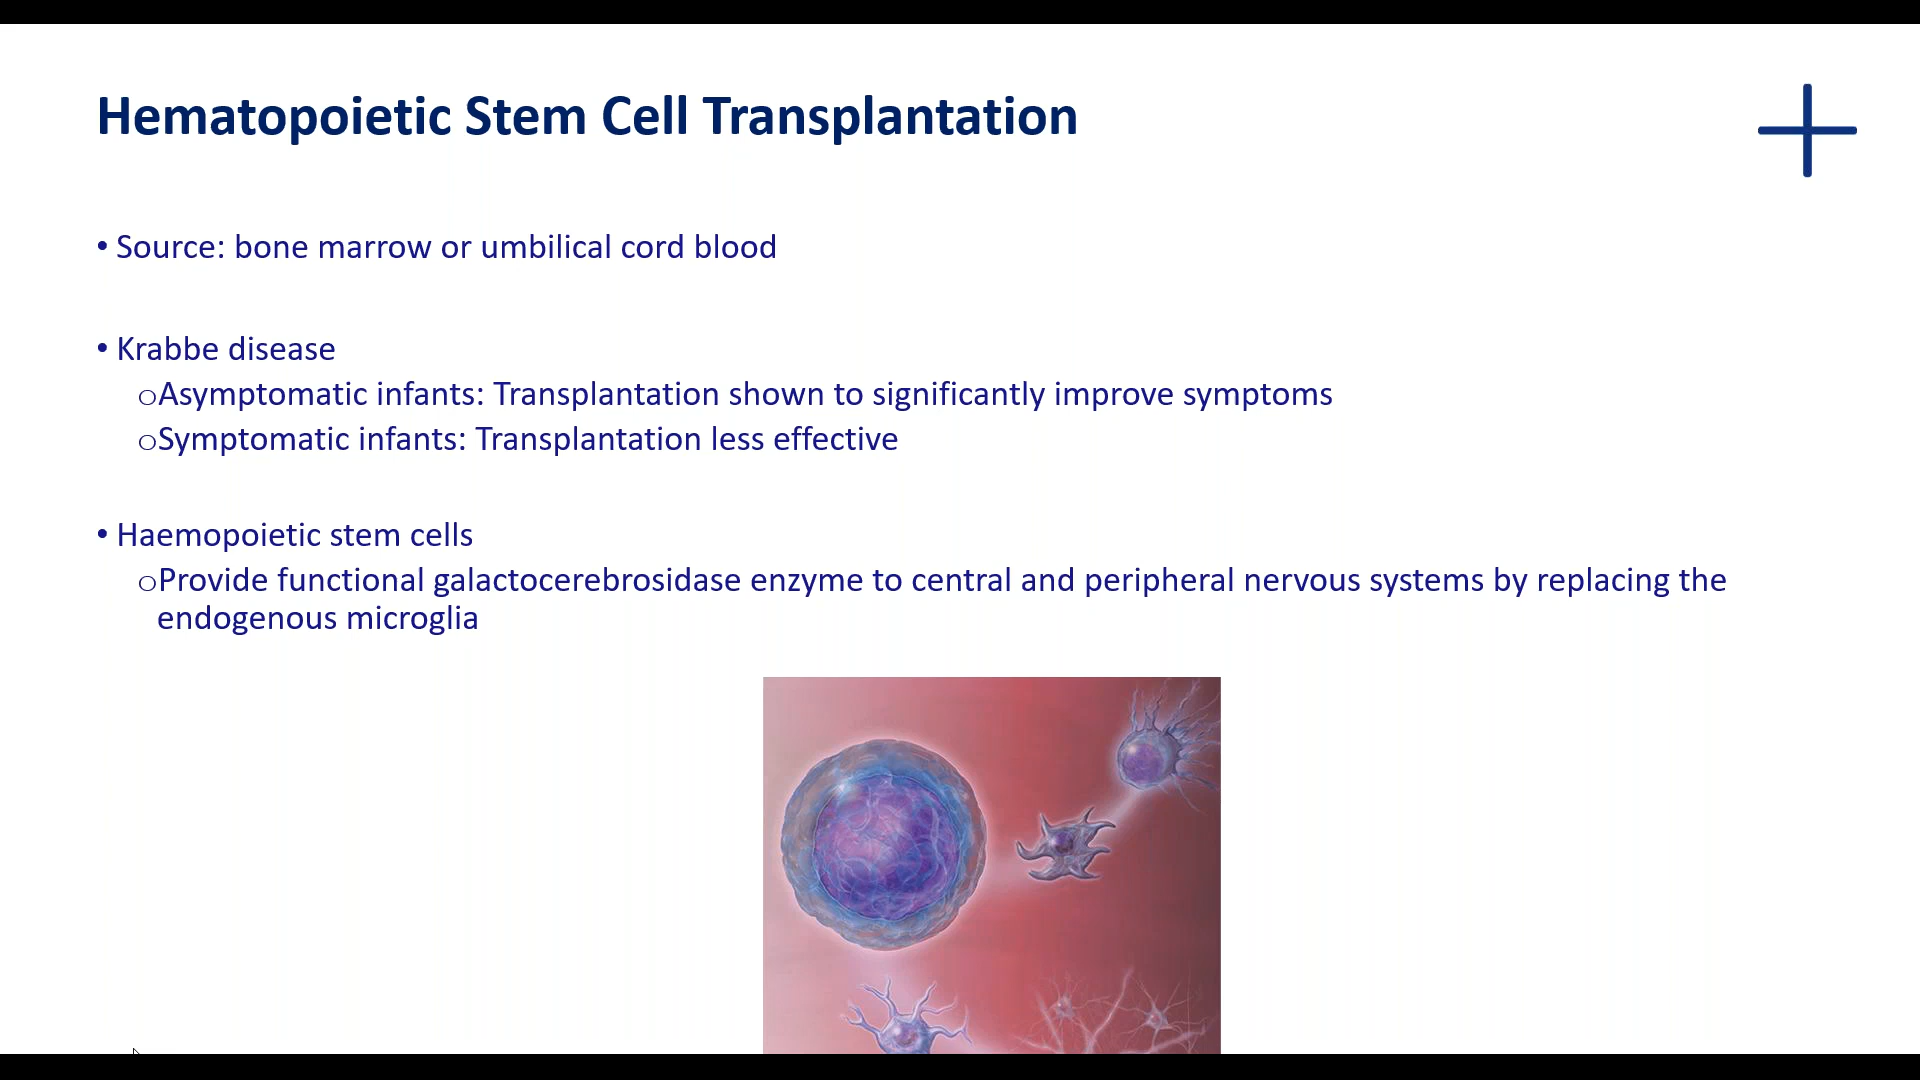 Hematopoietic Stem Cell Transplantation
• Source: bone marrow or umbilical cord blood
• Krabbe disease
oAsymptomatic infants: Transplantation shown to significantly improve symptoms
oSymptomatic infants: Transplantation less effective
• Haemopoietic stem cells
oProvide functional galactocerebrosidase enzyme to central and peripheral nervous systems by replacing the
endogenous microglia